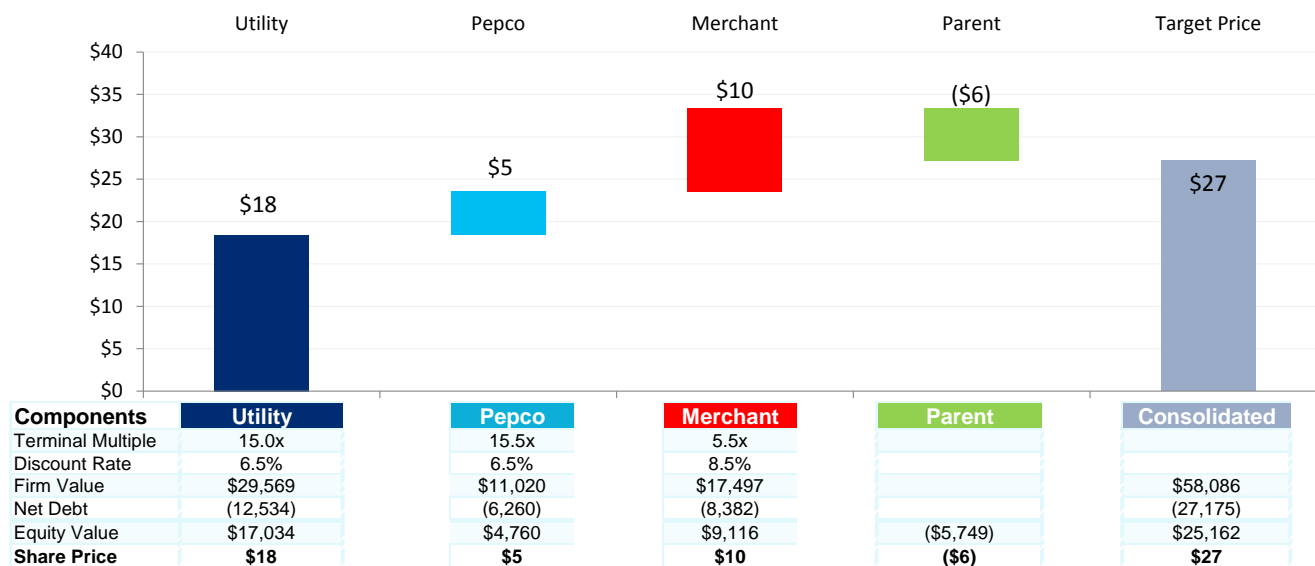 Utility Pepco Merchant Parent Target Price
$40
$35
$30
$25
$20
$15
$10
$5
$0
$18
$5
$10
($6)
$27
Components Utility Pepco Merchant Parent Consolidated
Terminal Multiple 15.0x 15.5x 5.5x
Discount Rate 6.5% 6.5% 8.5%
Firm Value $29,569 $11,020 $17,497 $58,086
Net Debt (12,534) (6,260) (8,382) (27,175)
Equity Value $17,034 $4,760 $9,116 ($5,749) $25,162
Share Price $18 $5 $10 ($6) $27